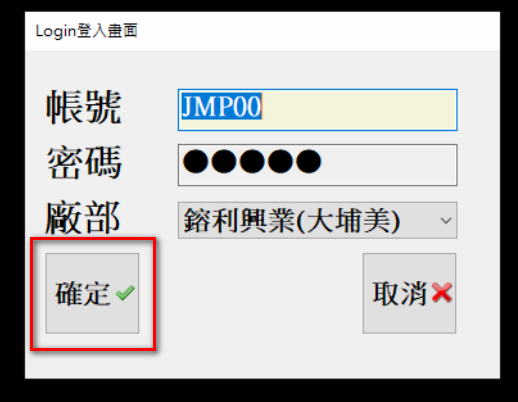 Login登入畫面
帳號 JMP00
密碼 ●●●●●
廠部 鎔利興業(大埔美)
確定 取消